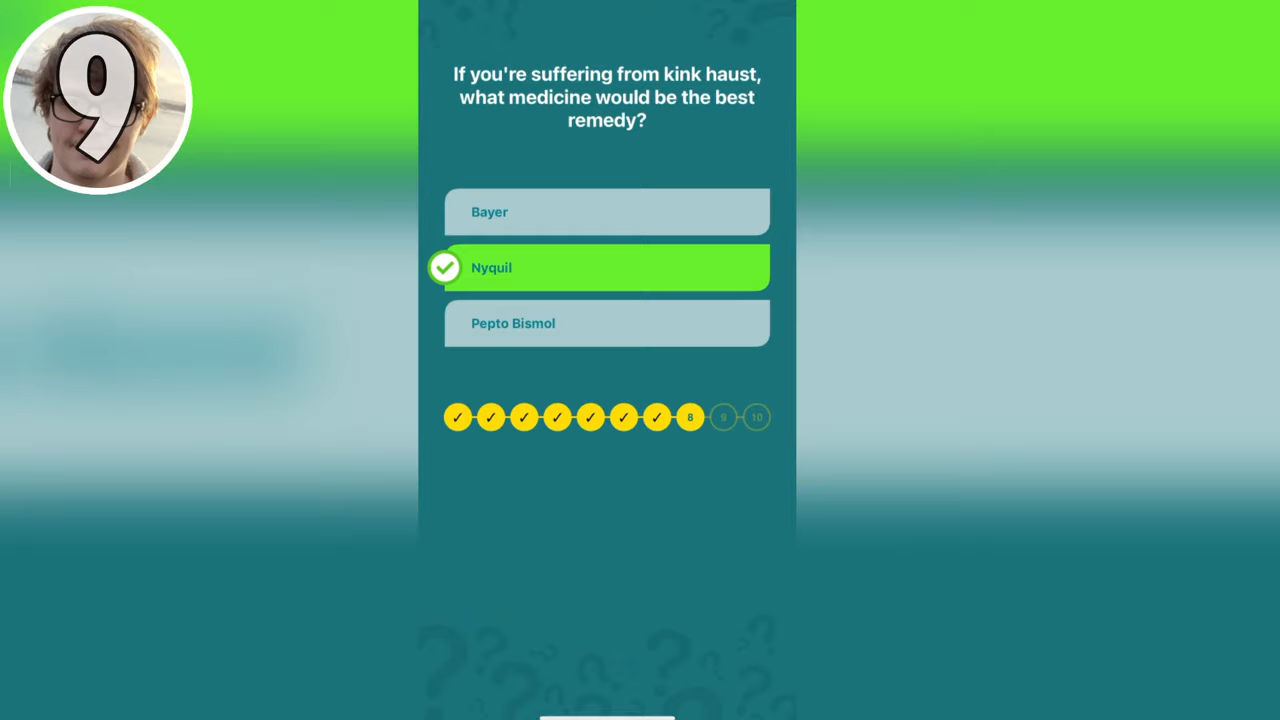 9
If you're suffering from kink haust,
what medicine would be the best
remedy?
Bayer
Nyquil
Pepto Bismol
8 9 10